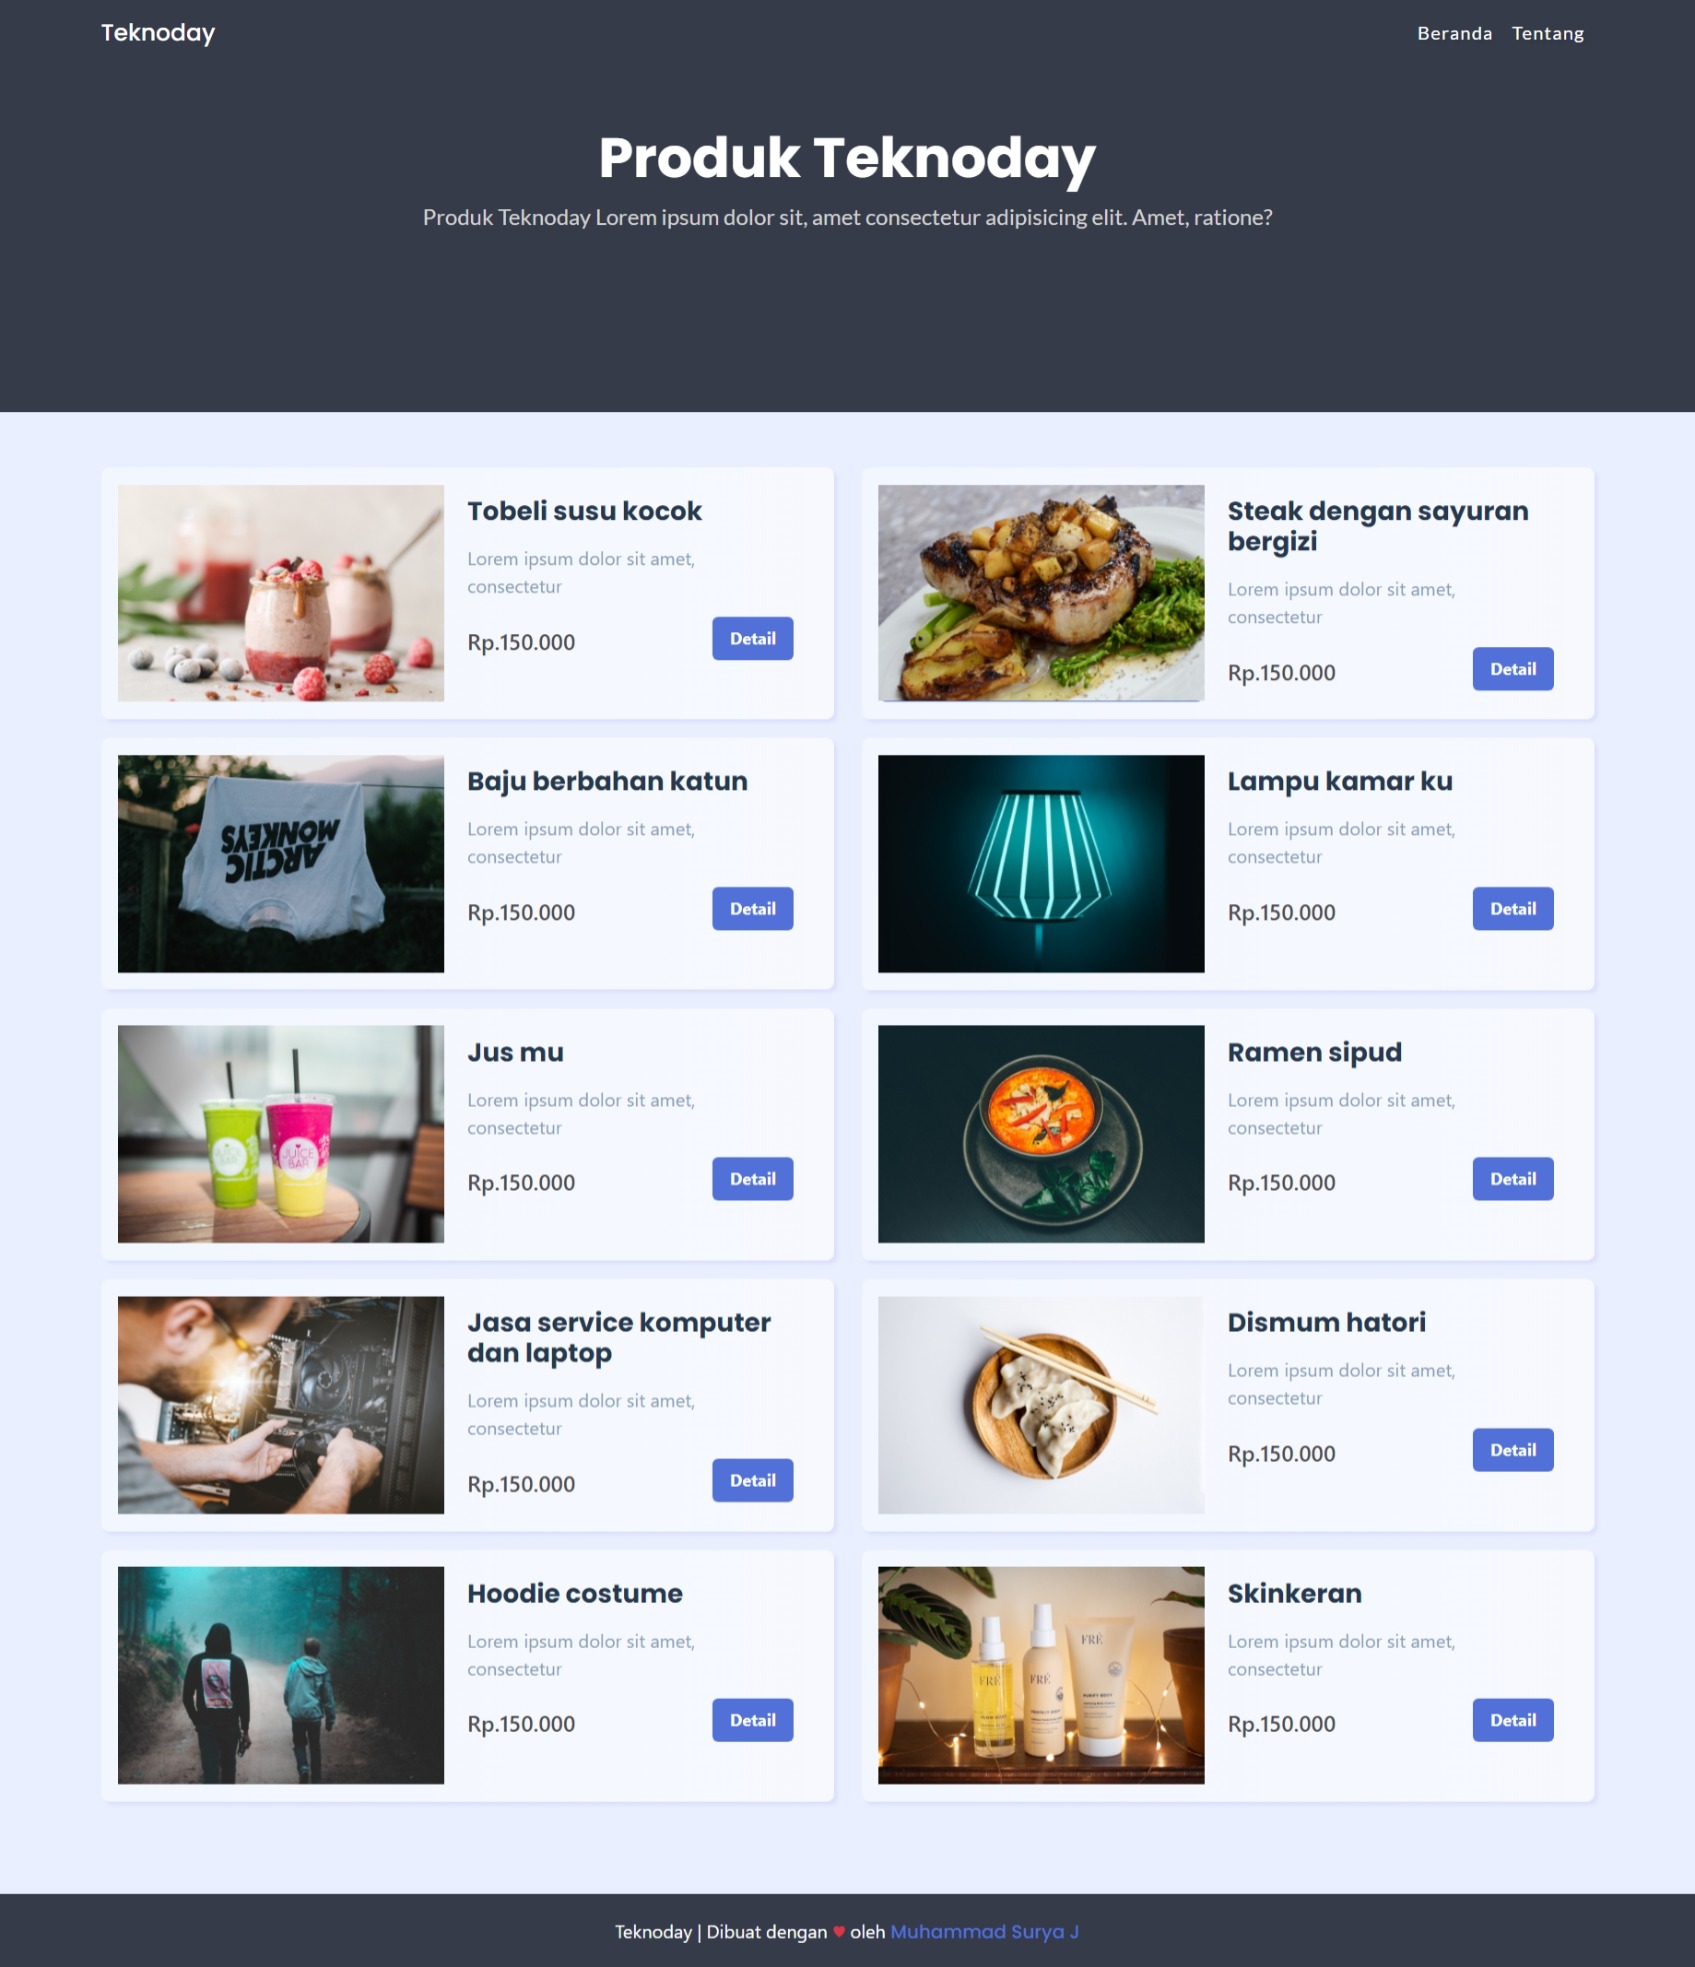 Teknoday
Beranda Tentang
Produk Teknoday
Produk Teknoday Lorem ipsum dolor sit, amet consectetur adipisicing elit. Amet, ratione?
Tobeli susu kocok
Lorem ipsum dolor sit amet,
consectetur
Rp.150.000
Detail
Steak dengan sayuran
bergizi
Lorem ipsum dolor sit amet,
consectetur
Rp.150.000
Detail
ARCTIC
MONKEYS
Baju berbahan katun
Lorem ipsum dolor sit amet,
consectetur
Rp.150.000
Detail
Lampu kamar ku
Lorem ipsum dolor sit amet,
consectetur
Rp.150.000
Detail
JUICE
BAR
JUICE
BAR
Jus mu
Lorem ipsum dolor sit amet,
consectetur
Rp.150.000
Detail
Ramen sipud
Lorem ipsum dolor sit amet,
consectetur
Rp.150.000
Detail
Jasa service komputer
dan laptop
Lorem ipsum dolor sit amet,
consectetur
Rp.150.000
Detail
Dismum hatori
Lorem ipsum dolor sit amet,
consectetur
Rp.150.000
Detail
Hoodie costume
Lorem ipsum dolor sit amet,
consectetur
Rp.150.000
Detail
FRÉ
FRÉ
FRÉ
PURIFY
Skinkeran
Lorem ipsum dolor sit amet,
consectetur
Rp.150.000
Detail
Teknoday | Dibuat dengan ♥ oleh Muhammad Surya J